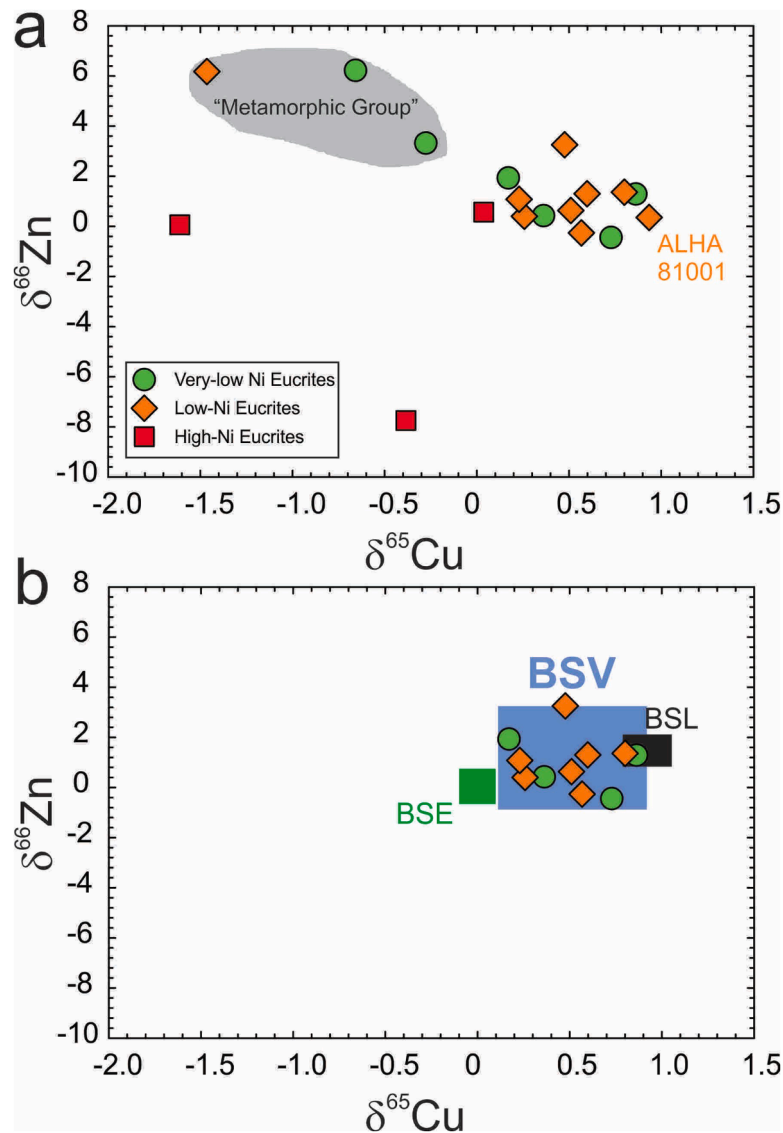 a
8
6
4
2
0
-2
-4
-6
-8
-10
δ⁶⁶Zn
“Metamorphic Group”
ALHA
81001
Very-low Ni Eucrites
Low-Ni Eucrites
High-Ni Eucrites
-2.0 -1.5 -1.0 -0.5 0 0.5 1.0 1.5
δ⁶⁵Cu
b
8
6
4
2
0
-2
-4
-6
-8
-10
δ⁶⁶Zn
BSV
BSL
BSE
-2.0 -1.5 -1.0 -0.5 0 0.5 1.0 1.5
δ⁶⁵Cu